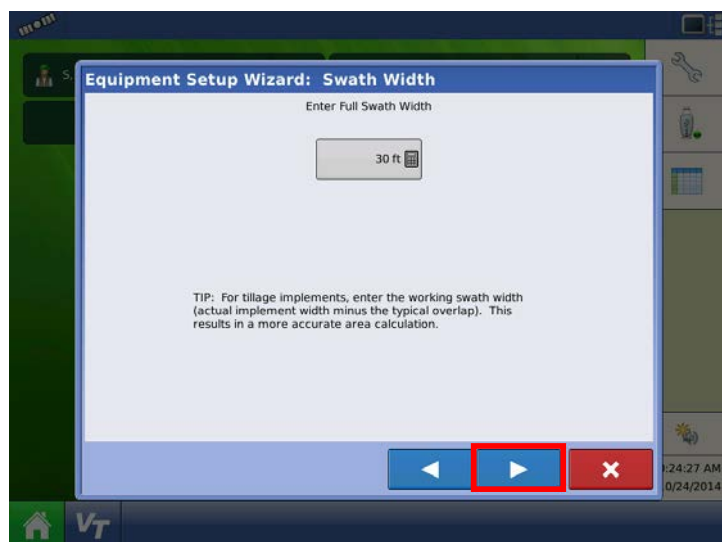 S
Equipment Setup Wizard: Swath Width
Enter Full Swath Width
30 ft
TIP: For tillage implements, enter the working swath width
(actual implement width minus the typical overlap). This
results in a more accurate area calculation.
:24:27 AM
0/24/2014
VT